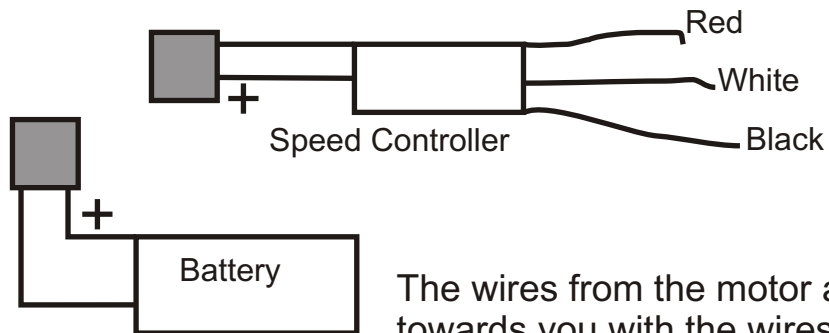 Red
White
+
Speed Controller
Black
+
Battery
The wires from the motor a
towards you with the wires